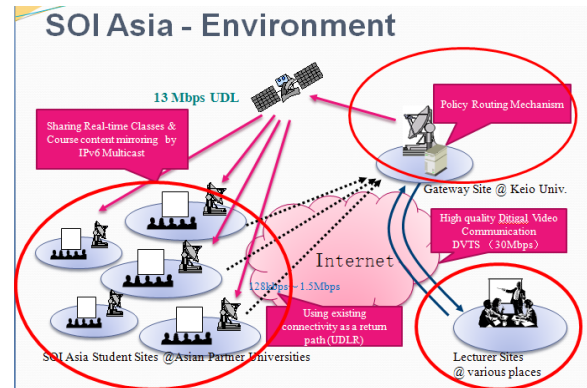 SOI Asia - Environment
13 Mbps UDL
Policy Routing Mechanism
Sharing Real-time Classes &
Course content mirroring by
IPv6 Multicast
Gateway Site @ Keio Univ.
High quality Ditigal Video
Communication
DVTS （30Mbps）
Internet
128kbps ~ 1.5Mbps
Using existing
connectivity as a return
path(UDLR)
SOI Asia Student Sites @Asian Partner Universities
Lecturer Sites
@ various places